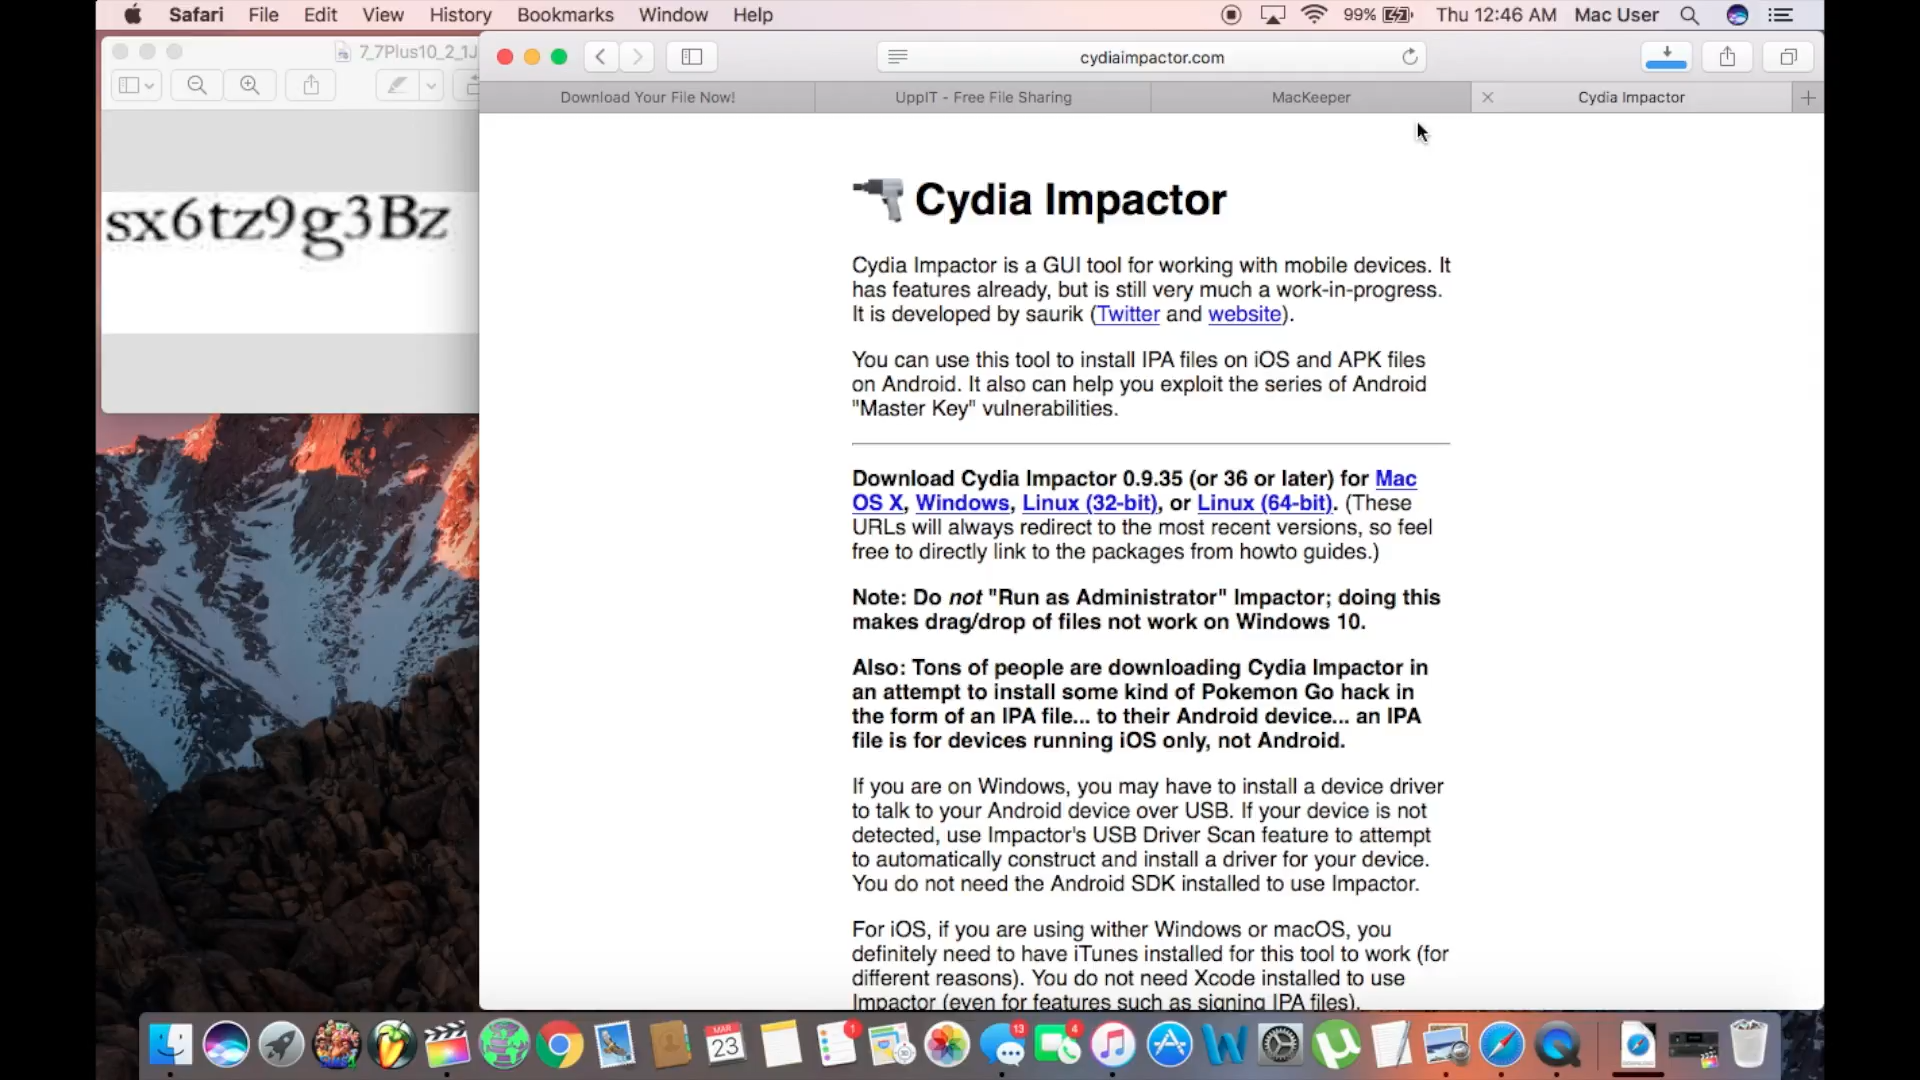 Safari File Edit View History Bookmarks Window Help 99% Thu 12:46 AM Mac User
7_7Plus10_2_1J
sx6tz9g3Bz
cydiaimpactor.com
Download Your File Now! UppIT - Free File Sharing MacKeeper Cydia Impactor
Cydia Impactor
Cydia Impactor is a GUI tool for working with mobile devices. It
has features already, but is still very much a work-in-progress.
It is developed by saurik (Twitter and website).
You can use this tool to install IPA files on iOS and APK files
on Android. It also can help you exploit the series of Android
"Master Key" vulnerabilities.
Download Cydia Impactor 0.9.35 (or 36 or later) for Mac
OS X, Windows, Linux (32-bit), or Linux (64-bit). (These
URLs will always redirect to the most recent versions, so feel
free to directly link to the packages from howto guides.)
Note: Do not "Run as Administrator" Impactor; doing this
makes drag/drop of files not work on Windows 10.
Also: Tons of people are downloading Cydia Impactor in
an attempt to install some kind of Pokemon Go hack in
the form of an IPA file... to their Android device... an IPA
file is for devices running iOS only, not Android.
If you are on Windows, you may have to install a device driver
to talk to your Android device over USB. If your device is not
detected, use Impactor's USB Driver Scan feature to attempt
to automatically construct and install a driver for your device.
You do not need the Android SDK installed to use Impactor.
For iOS, if you are using wither Windows or macOS, you
definitely need to have iTunes installed for this tool to work (for
different reasons). You do not need Xcode installed to use
Impactor (even for features such as signing IPA files).
MAR
23
1
13
4